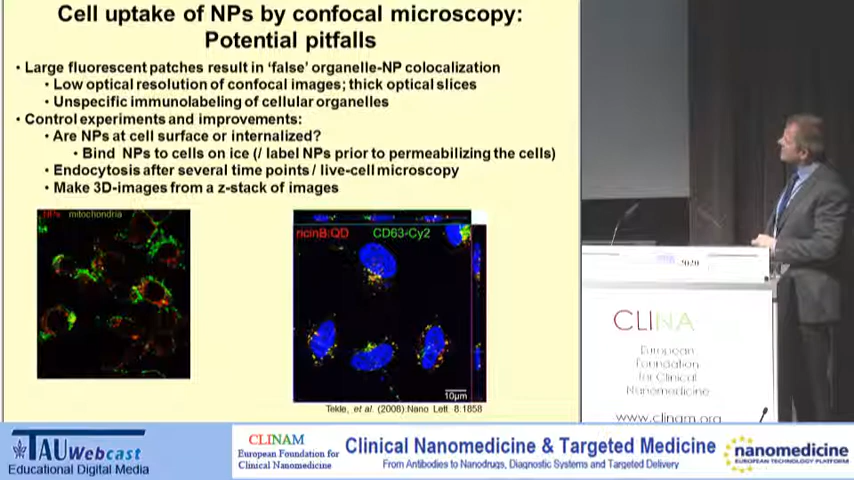 Cell uptake of NPs by confocal microscopy:
Potential pitfalls
• Large fluorescent patches result in ‘false’ organelle-NP colocalization
• Low optical resolution of confocal images; thick optical slices
• Unspecific immunolabeling of cellular organelles
• Control experiments and improvements:
• Are NPs at cell surface or internalized?
• Bind NPs to cells on ice (/ label NPs prior to permeabilizing the cells)
• Endocytosis after several time points / live-cell microscopy
• Make 3D-images from a z-stack of images
NPs mitochondria
ricinB:QD CD63-Cy2
10µm
Tekle, et al. (2008) Nano Lett. 8:1858
CLINA
European
Foundation
for Clinical
Nanomedicine
www.clinam.org
TAUWebcast
Educational Digital Media
CLINAM
European Foundation for
Clinical Nanomedicine
Clinical Nanomedicine & Targeted Medicine
From Antibodies to Nanodrugs, Diagnostic Systems and Targeted Delivery
nanomedicine
EUROPEAN TECHNOLOGY PLATFORM